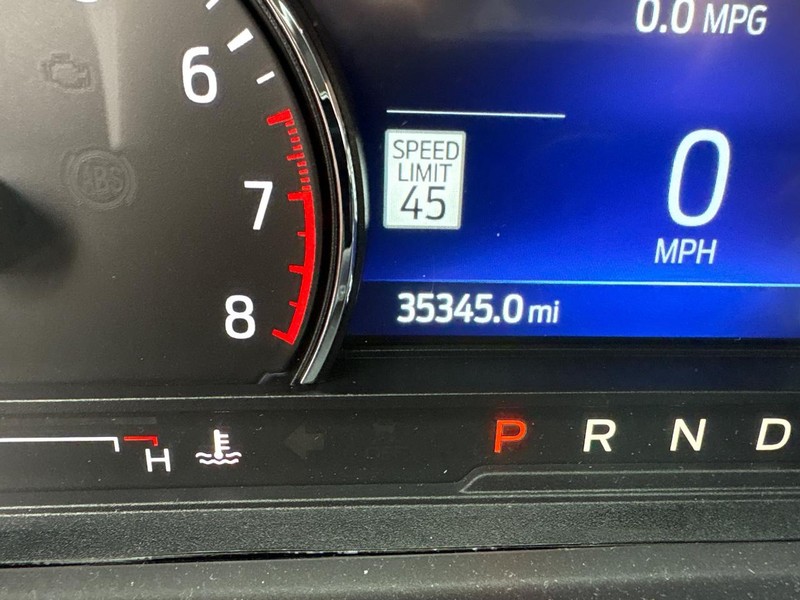 0.0 MPG
6
ABS
SPEED
LIMIT
45
0
MPH
7
35345.0 mi
8
H
P R N D